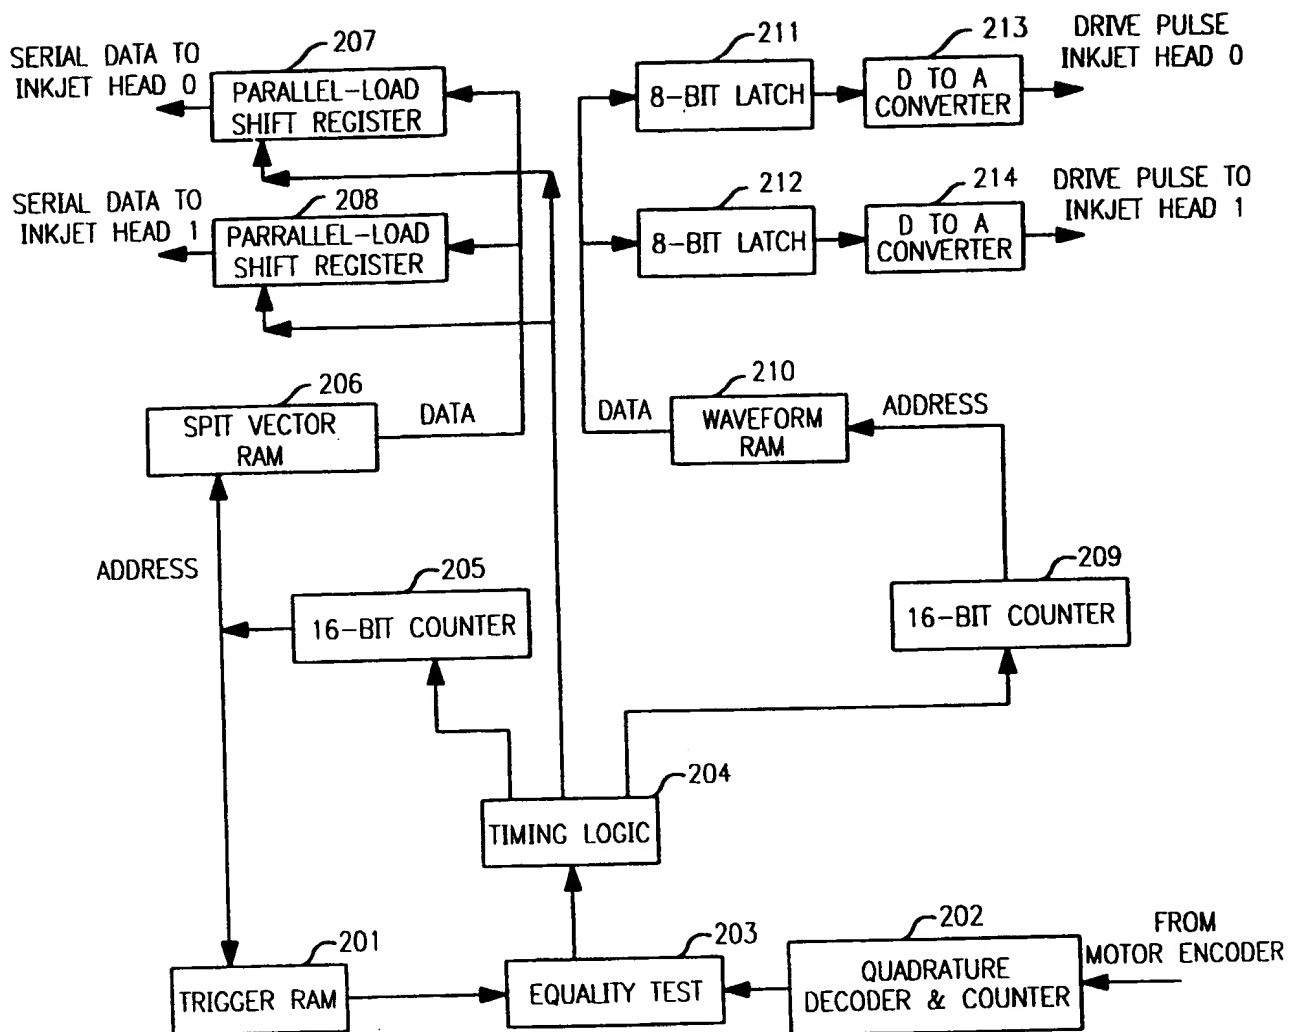 SERIAL DATA TO
INKJET HEAD 0
207
PARALLEL-LOAD
SHIFT REGISTER
211
8-BIT LATCH
213
D TO A
CONVERTER
DRIVE PULSE
INKJET HEAD 0
SERIAL DATA TO
INKJET HEAD 1
208
PARRALLEL-LOAD
SHIFT REGISTER
212
8-BIT LATCH
214
D TO A
CONVERTER
DRIVE PULSE TO
INKJET HEAD 1
206
SPIT VECTOR
RAM
DATA
DATA
210
WAVEFORM
RAM
ADDRESS
ADDRESS
205
16-BIT COUNTER
209
16-BIT COUNTER
204
TIMING LOGIC
201
TRIGGER RAM
203
EQUALITY TEST
202
QUADRATURE
DECODER & COUNTER
FROM
MOTOR ENCODER